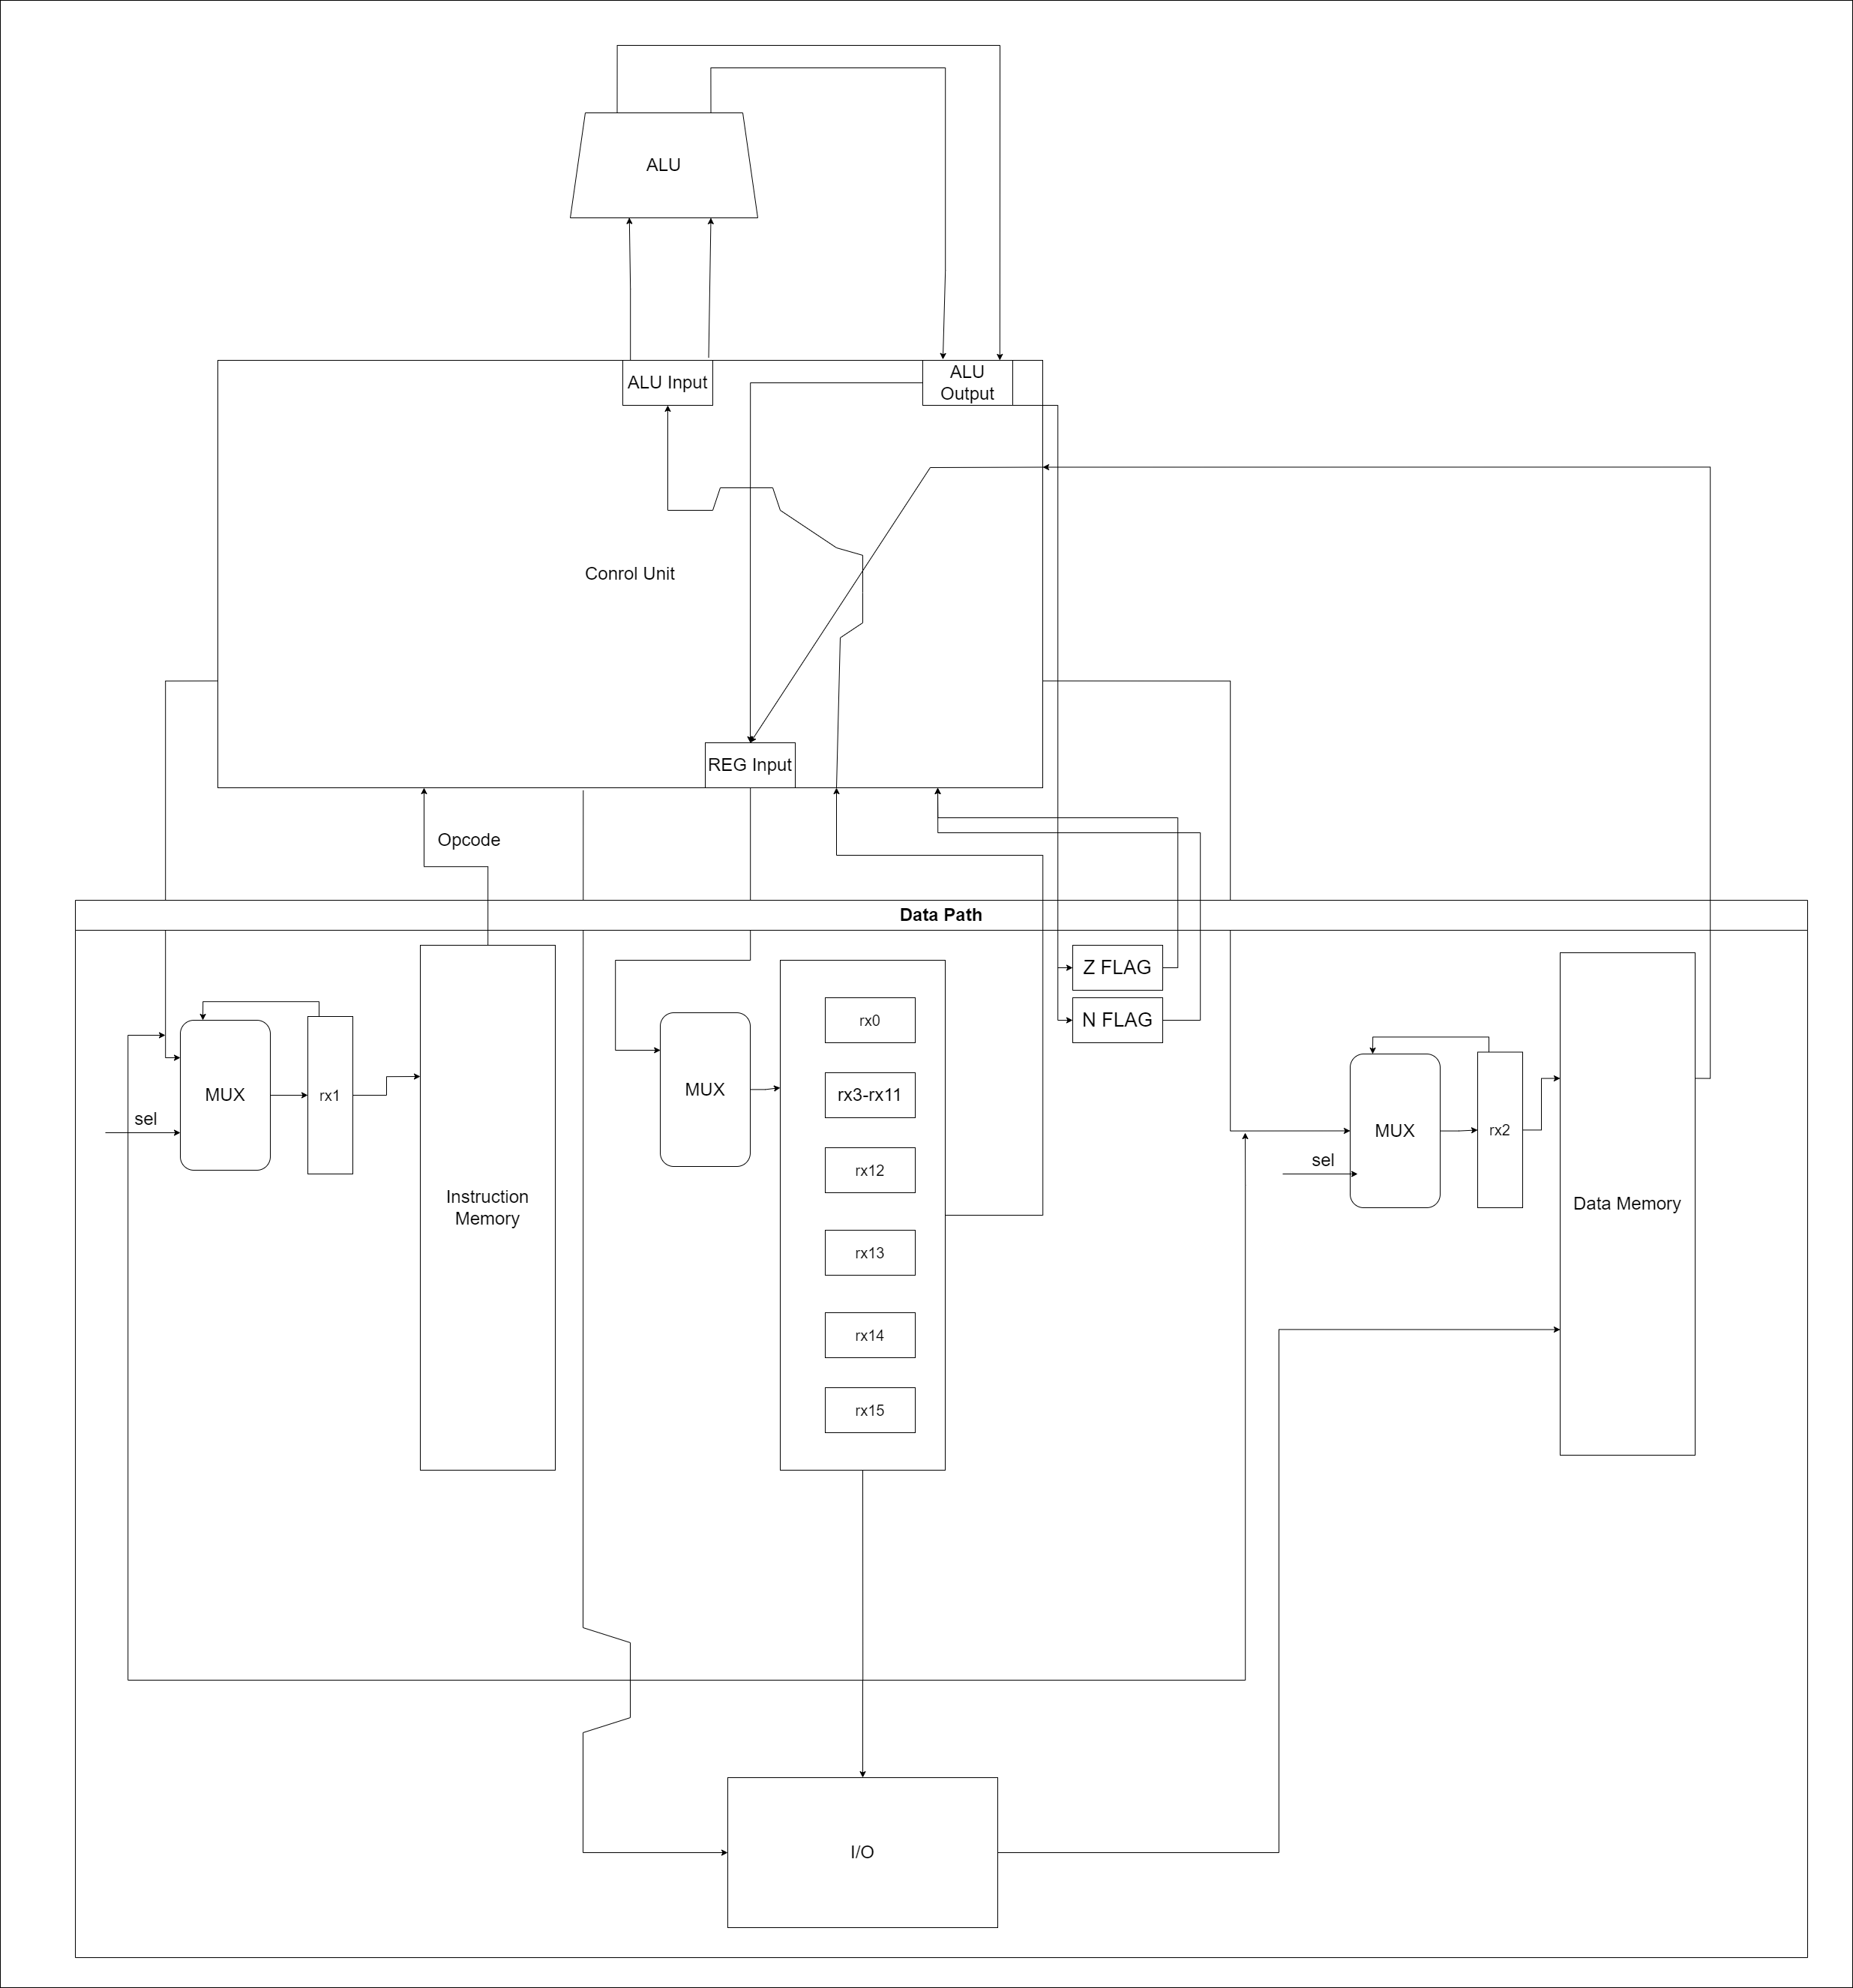 ALU
ALU Input
ALU
Output
Conrol Unit
REG Input
Opcode
Data Path
Z FLAG
N FLAG
rx0
MUX
rx1
sel
MUX
rx3-rx11
MUX
rx2
sel
rx12
Instruction
Memory
Data Memory
rx13
rx14
rx15
I/O